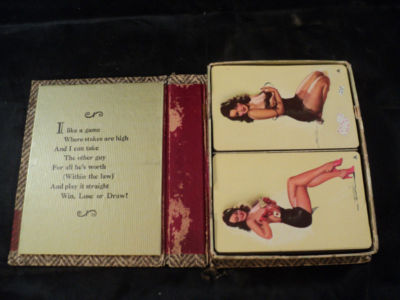 I like a game
Where stakes are high
And I can take
The other guy
For all he's worth
(Within the law)
And play it straight
Win, Lose or Draw!